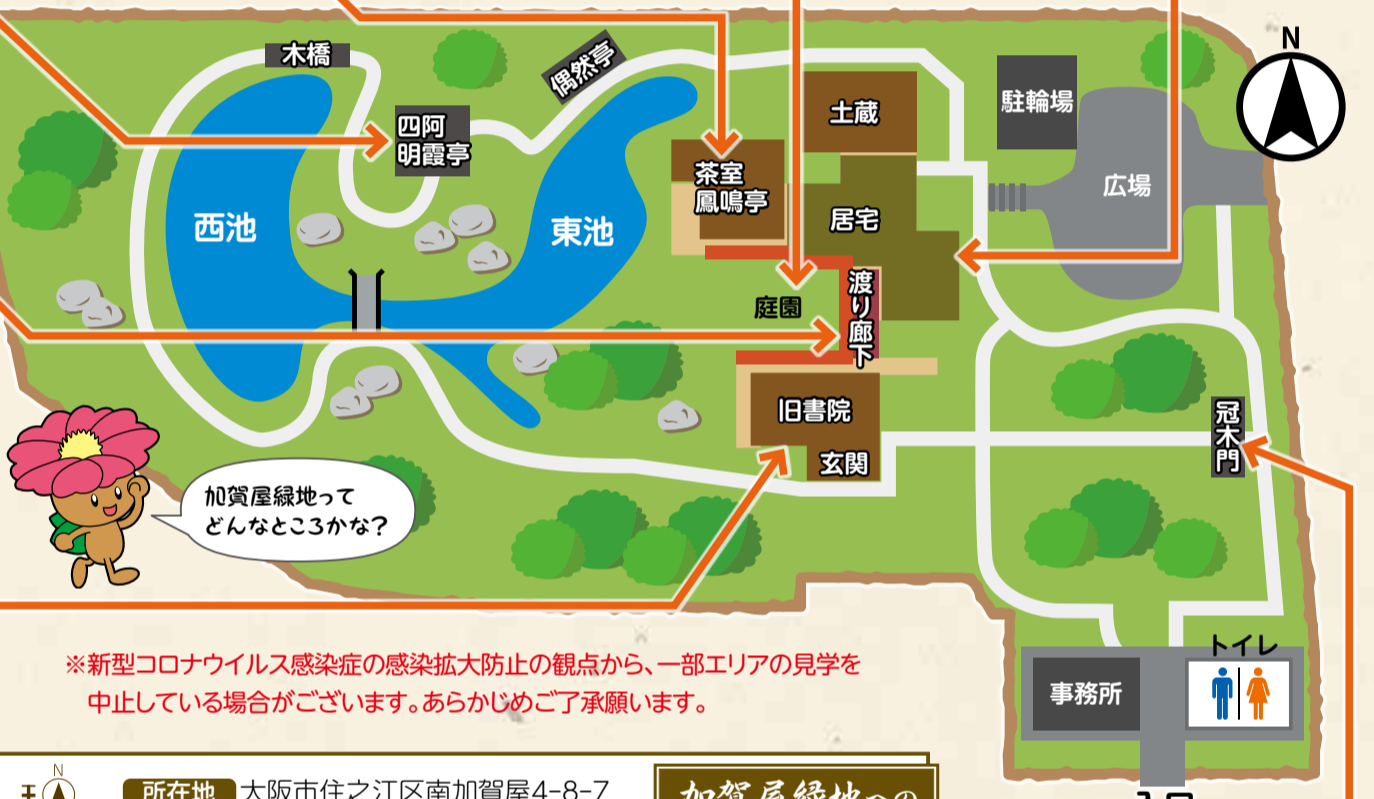 木橋
偶然亭
N
四阿
明霞亭
土蔵
駐輪場
茶室
鳳鳴亭
広場
西池
東池
居宅
渡り廊下
庭園
旧書院
冠木門
玄関
加賀屋緑地って
どんなところかな?
トイレ
事務所
※新型コロナウイルス感染症の感染拡大防止の観点から、一部エリアの見学を
中止している場合がございます。あらかじめご了承願います。
N
所在地 大阪市住之江区南加賀屋4-8-7
加賀屋緑地への